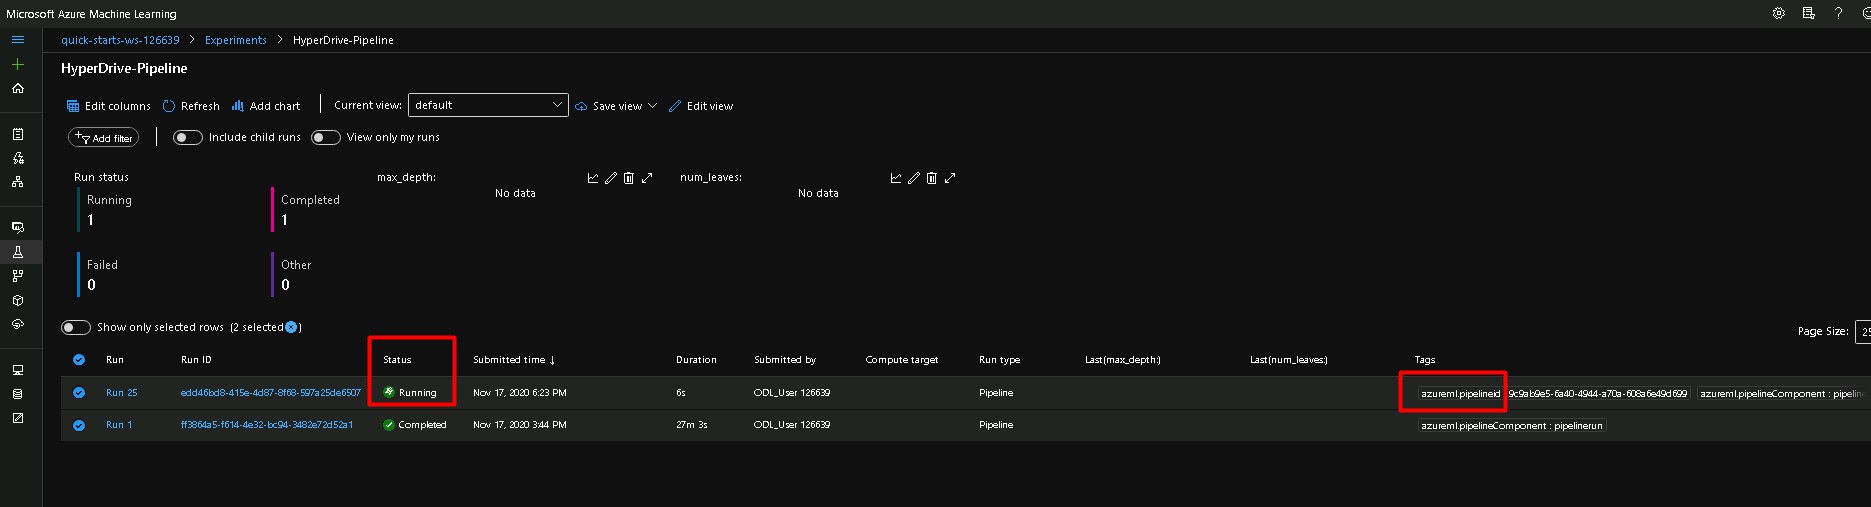 Microsoft Azure Machine Learning
quick-starts-ws-126639 > Experiments > HyperDrive-Pipeline
HyperDrive-Pipeline
Edit columns Refresh Add chart Current view: default Save view Edit view
Add filter Include child runs View only my runs
Run status max_depth: num_leaves:
No data No data
Running Completed
1 1
Failed Other
0 0
Show only selected rows (2 selected )
Page Size: 25
Run Run ID Status Submitted time ↓ Duration Submitted by Compute target Run type Last(max_depth:) Last(num_leaves:) Tags
Run 25 edd46bd8-415e-4d87-8f68-597a25de6507 Running Nov 17, 2020 6:23 PM 6s ODL_User 126639 Pipeline azureml.pipelineid 9c9ab9e5-6a40-4944-a70a-608a6e49d699 azureml.pipelineComponent : pipelin
Run 1 ff3864a5-f614-4e32-bc94-3482e72d52a1 Completed Nov 17, 2020 3:44 PM 27m 3s ODL_User 126639 Pipeline azureml.pipelineComponent : pipelinerun